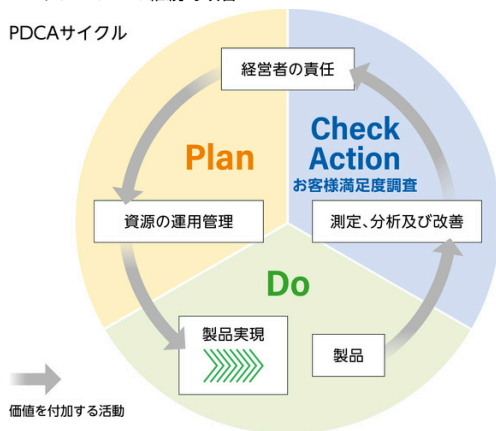 PDCAサイクル
経営者の責任
Plan
Check
Action
お客様満足度調査
資源の運用管理
測定、分析及び改善
Do
製品実現
製品
価値を付加する活動